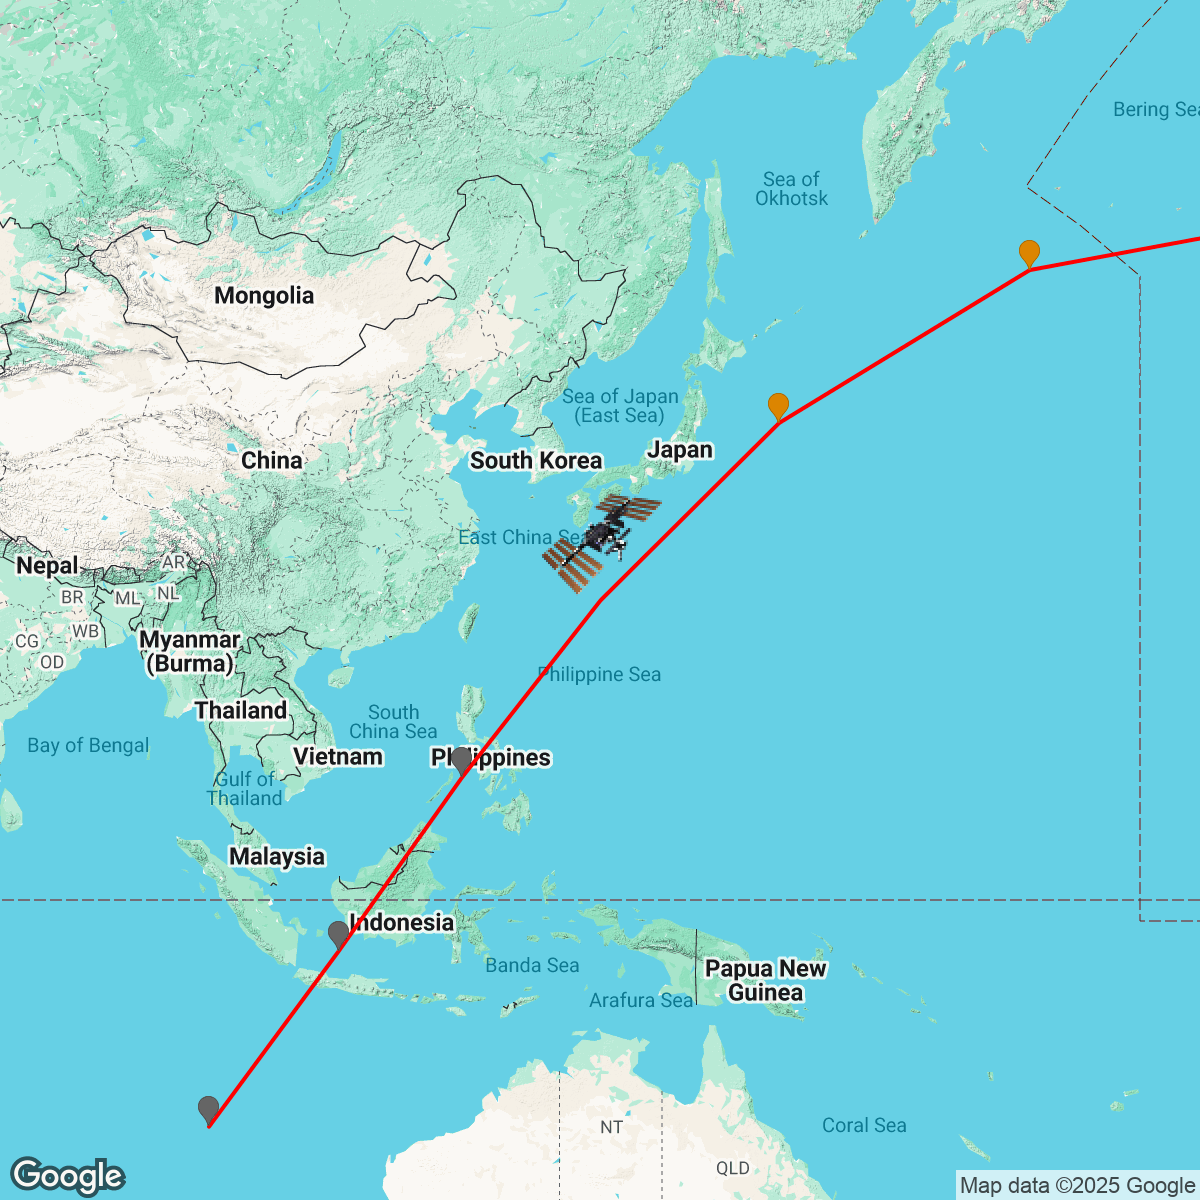 Bering Sea
Sea of
Okhotsk
Mongolia
Sea of Japan
(East Sea)
Japan
South Korea
China
East China Sea
Nepal
AR
BR
ML
NL
WB
CG
OD
Myanmar
(Burma)
Philippine Sea
Thailand
South
China Sea
Bay of Bengal
Vietnam
Philippines
Gulf of
Thailand
Malaysia
Indonesia
Banda Sea
Papua New
Guinea
Arafura Sea
NT
Coral Sea
QLD
Google
Map data ©2025 Google